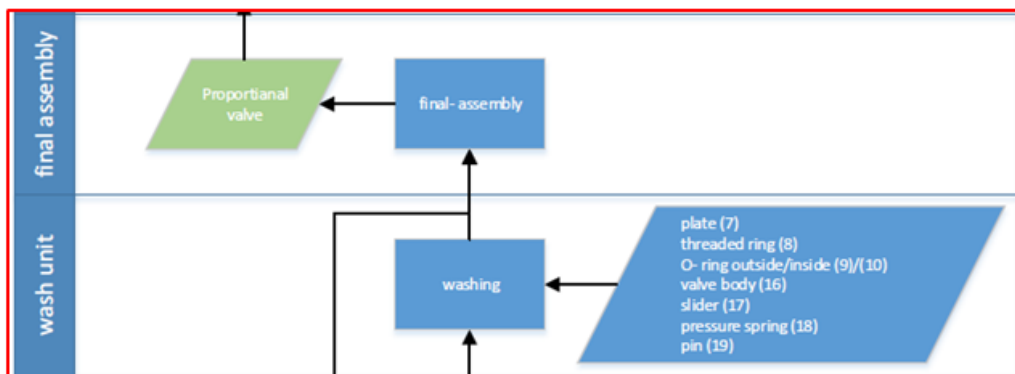 final assembly
Proportianal
valve
final- assembly
wash unit
washing
plate (7)
threaded ring (8)
O- ring outside/inside (9)/(10)
valve body (16)
slider (17)
pressure spring (18)
pin (19)